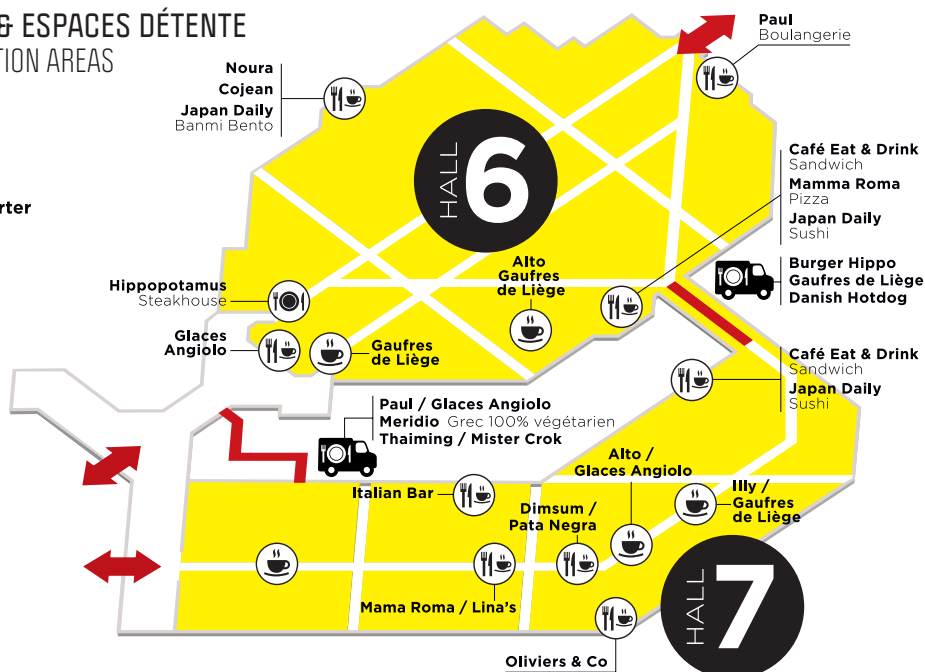 & ESPACES DÉTENTE
TION AREAS
Paul
Boulangerie
Noura
Cojean
Japan Daily
Banmi Bento
HALL 6
Café Eat & Drink
Sandwich
Mamma Roma
Pizza
Japan Daily
Sushi
rter
Alto
Gaufres
de Liège
Burger Hippo
Gaufres de Liège
Danish Hotdog
Hippopotamus
Steakhouse
Glaces
Angiolo
Gaufres
de Liège
Café Eat & Drink
Sandwich
Japan Daily
Sushi
Paul / Glaces Angiolo
Meridio Grec 100% végétarien
Thaiming / Mister Crok
Alto /
Glaces Angiolo
Italian Bar
Illy /
Gaufres
de Liège
Dimsum /
Pata Negra
Mama Roma / Lina's
HALL 7
Oliviers & Co